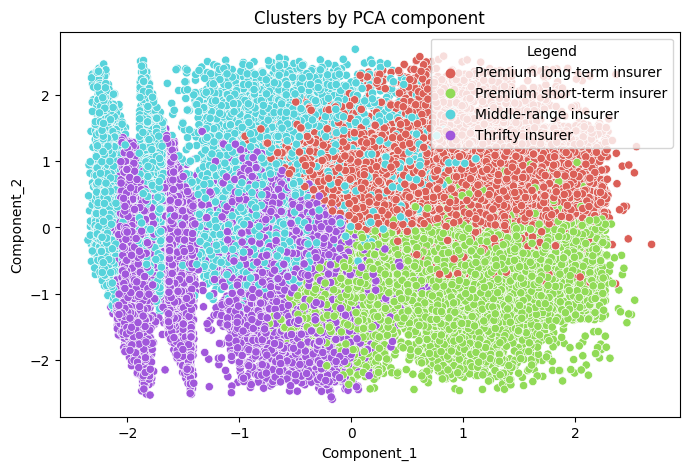 Clusters by PCA component
Legend
Premium long-term insurer
Premium short-term insurer
Middle-range insurer
Thrifty insurer
Component_2
2
1
0
−1
−2
−2
−1
0
1
2
Component_1